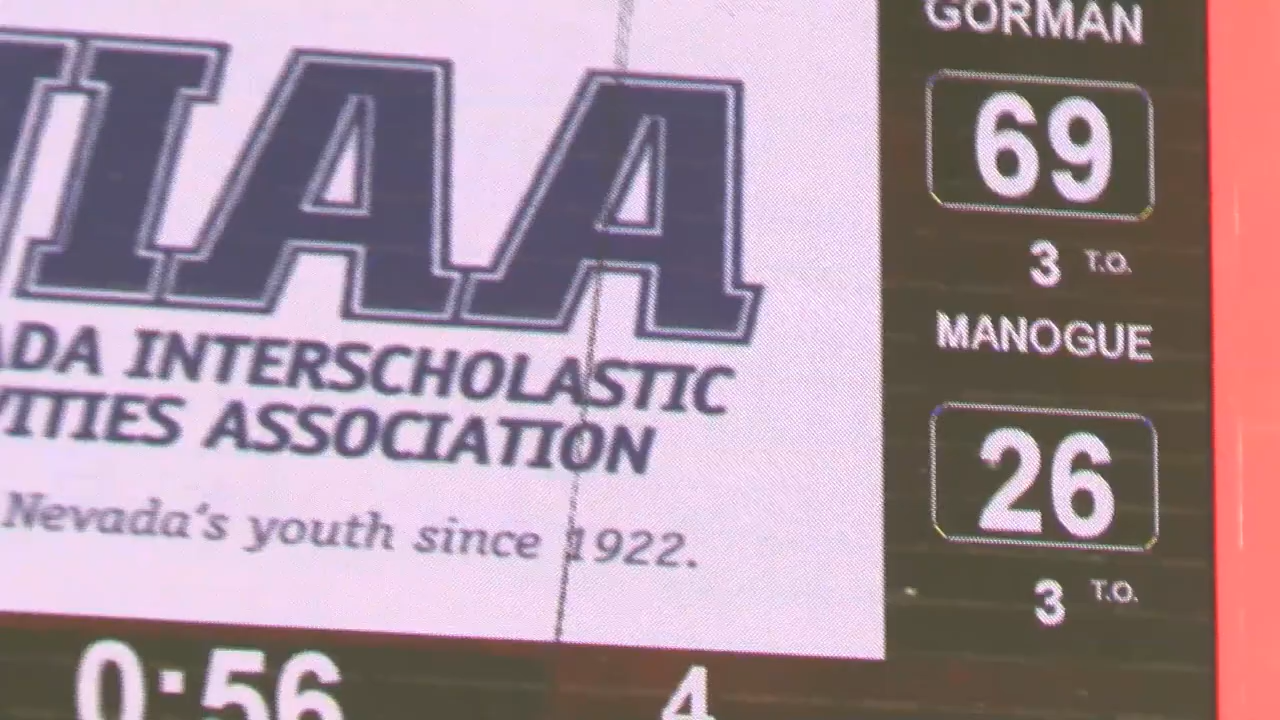 IAA
ADA INTERSCHOLASTIC
VITIES ASSOCIATION
Nevada's youth since 1922.
GORMAN
69
3 T.O.
MANOGUE
26
3 T.O.
0:56
4